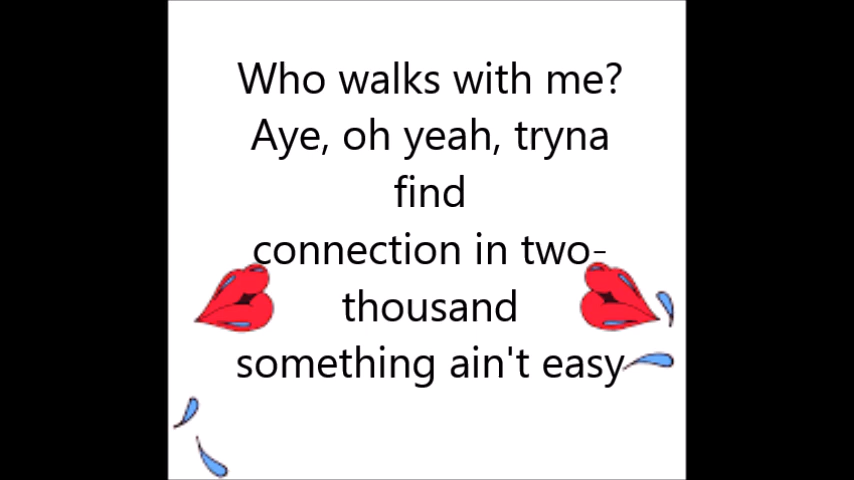 Who walks with me?
Aye, oh yeah, tryna
find
connection in two-
thousand
something ain't easy